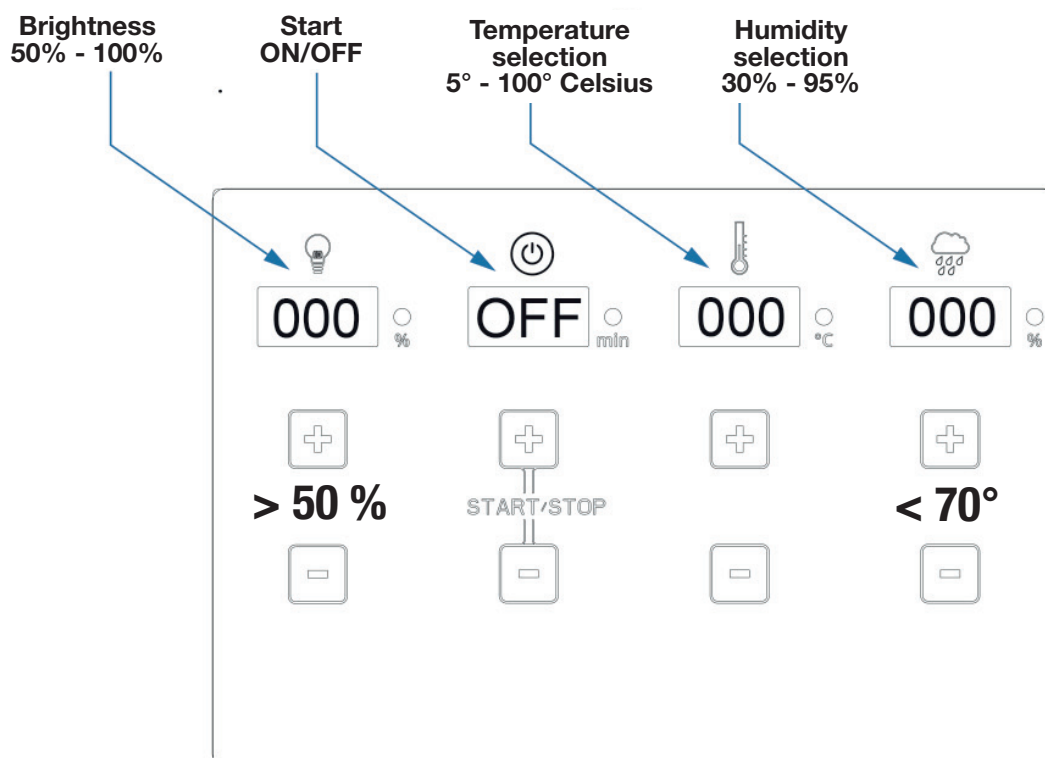 Brightness
50% - 100%
Start
ON/OFF
Temperature
selection
5° - 100° Celsius
Humidity
selection
30% - 95%
000 %
OFF min
000 °C
000 %
> 50 %
START/STOP
< 70°